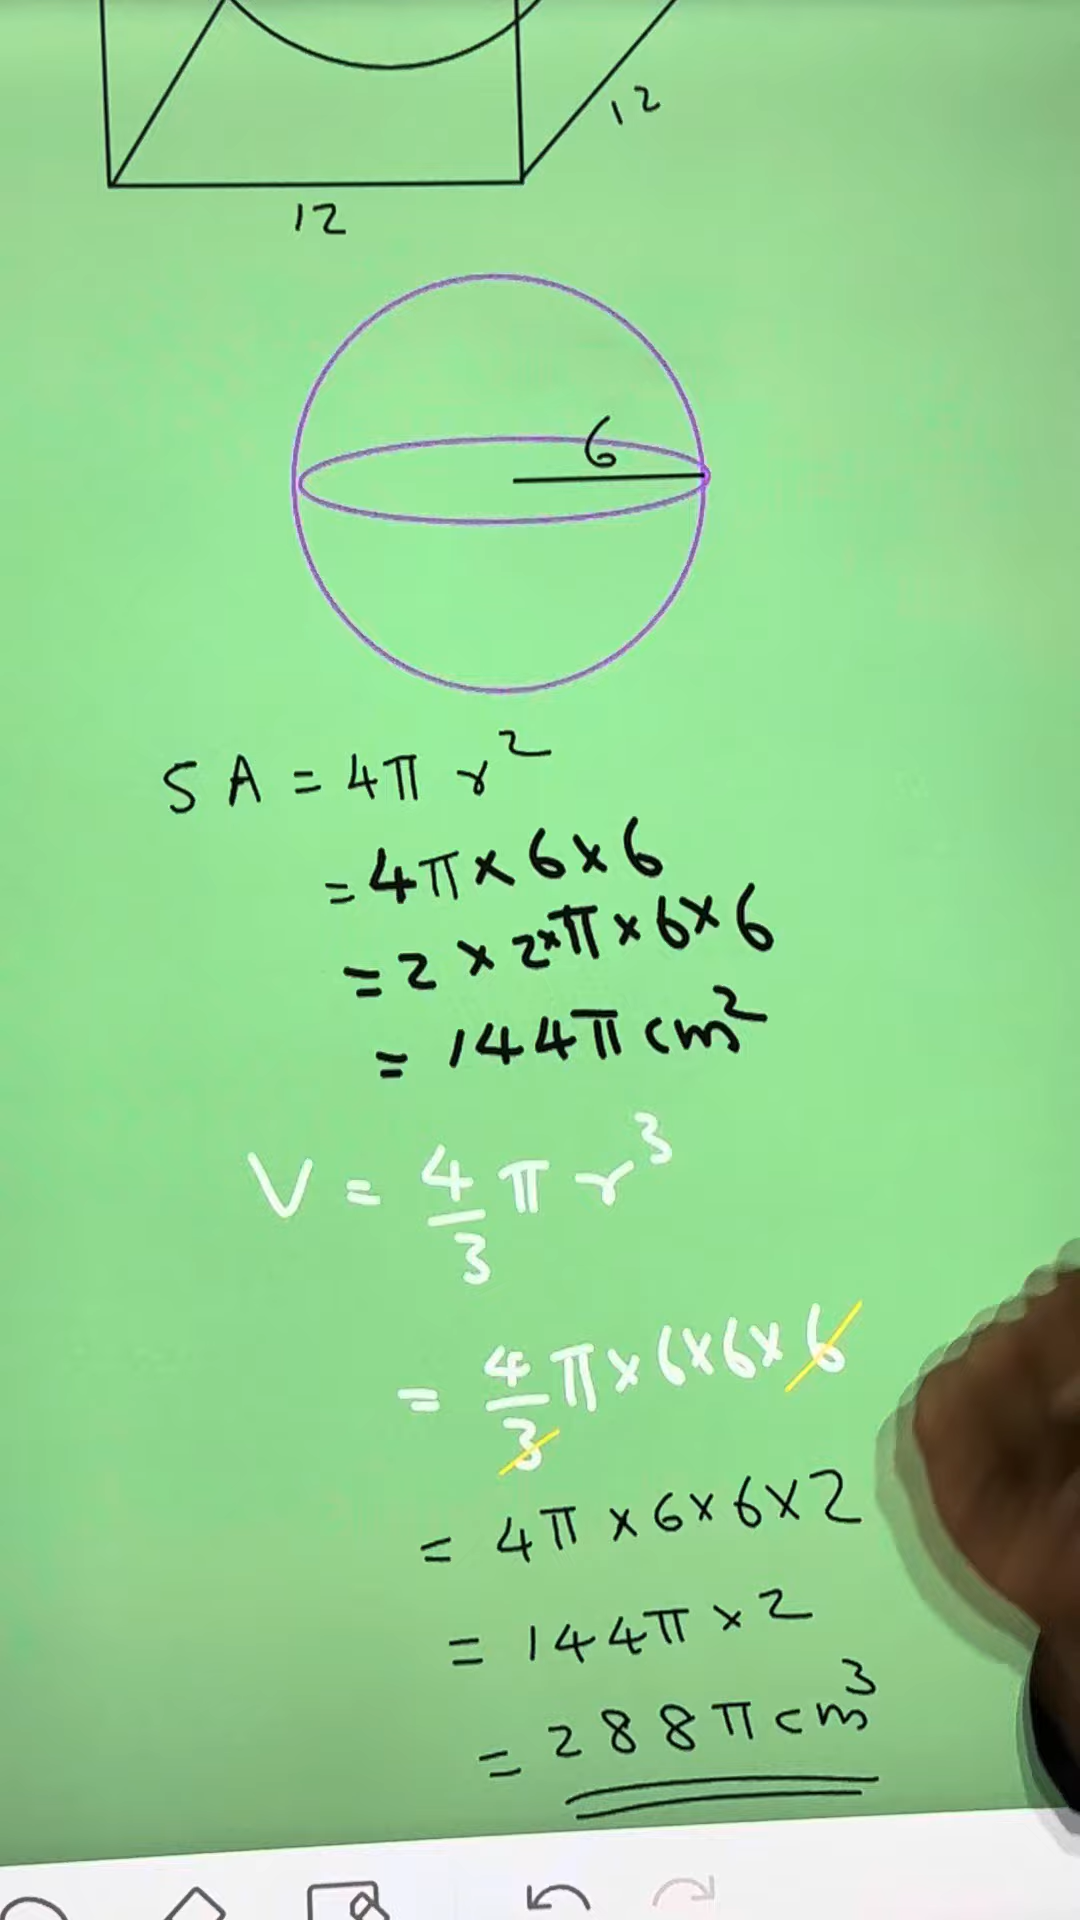 12
12
6
SA = 4π r²
= 4π × 6 × 6
= 2 × 2 × π × 6 × 6
= 144π cm²
V = 4/3 π r³
= 4/3 π × 6 × 6 × 6
= 4π × 6 × 6 × 2
= 144π × 2
= 288π cm³